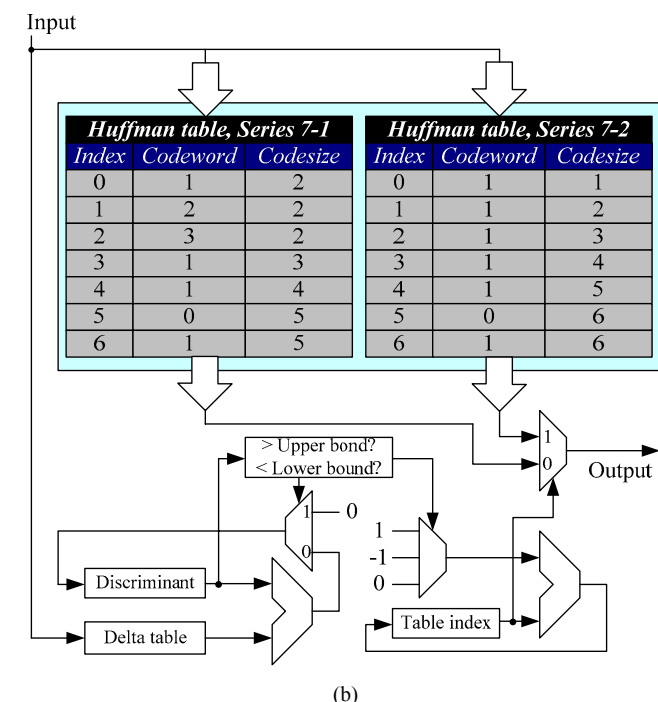 Input
Huffman table, Series 7-1
Index Codeword Codesize
0 1 2
1 2 2
2 3 2
3 1 3
4 1 4
5 0 5
6 1 5
Huffman table, Series 7-2
Index Codeword Codesize
0 1 1
1 1 2
2 1 3
3 1 4
4 1 5
5 0 6
6 1 6
1
0
Output
> Upper bond?
< Lower bound?
1
0
0
1
-1
0
Discriminant
Delta table
Table index
(b)